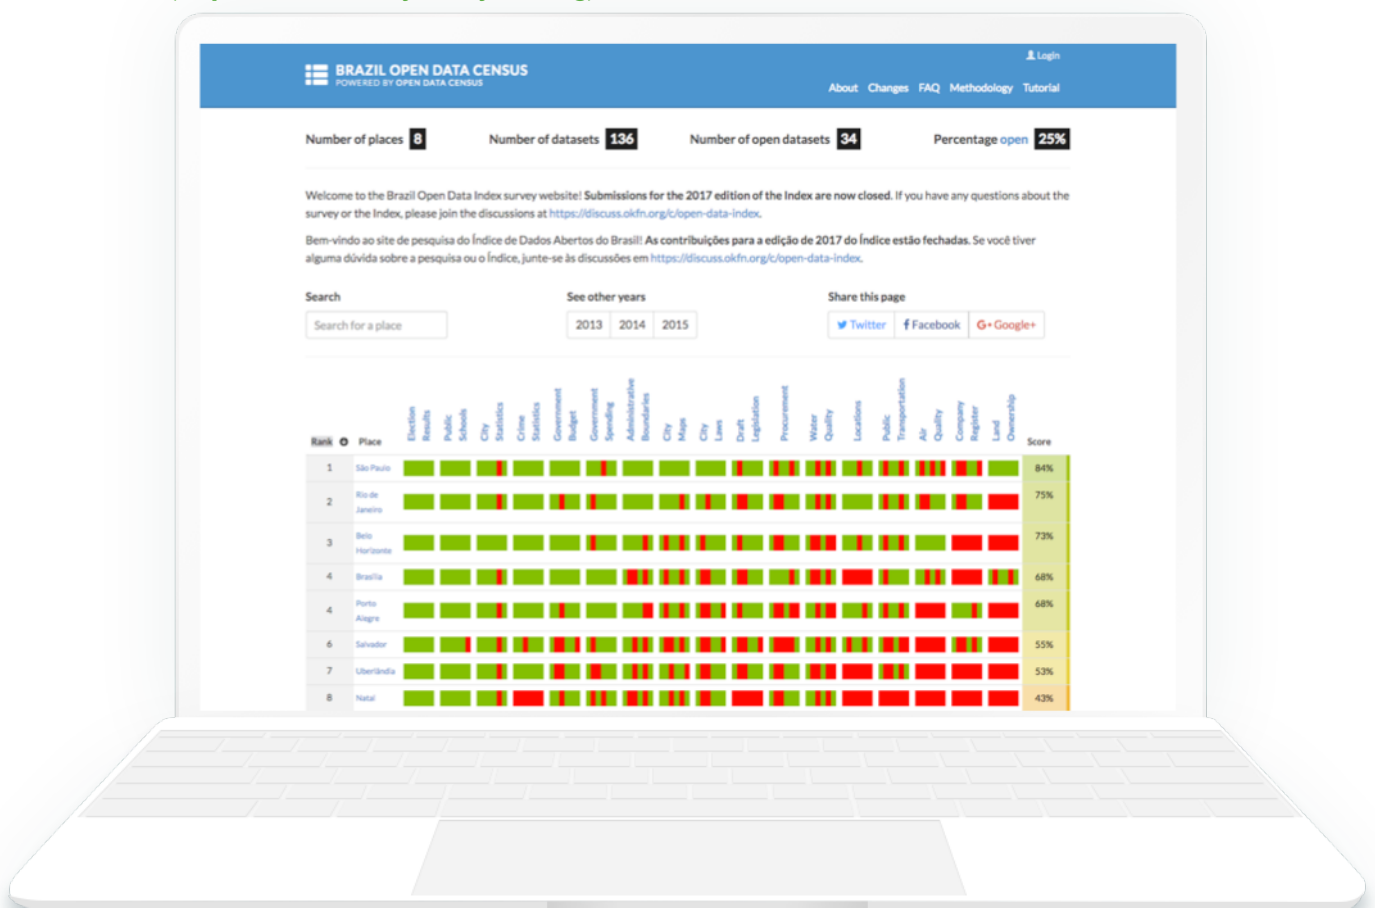 Login
BRAZIL OPEN DATA CENSUS
POWERED BY OPEN DATA CENSUS
About Changes FAQ Methodology Tutorial
Number of places 8 Number of datasets 136 Number of open datasets 34 Percentage open 25%
Welcome to the Brazil Open Data Index survey website! Submissions for the 2017 edition of the Index are now closed. If you have any questions about the
survey or the Index, please join the discussions at https://discuss.okfn.org/c/open-data-index.
Bem-vindo ao site de pesquisa do Índice de Dados Abertos do Brasil! As contribuições para a edição de 2017 do Índice estão fechadas. Se você tiver
alguma dúvida sobre a pesquisa ou o Índice, junte-se às discussões em https://discuss.okfn.org/c/open-data-index.
Search See other years Share this page
Search for a place 2013 2014 2015 Twitter Facebook G+ Google+
Rank Place
Election
Results
Public
Schools
City
Statistics
Crime
Statistics
Government
Budget
Government
Spending
Administrative
Boundaries
City
Maps
City
Laws
Draft
Legislation
Procurement
Water
Quality
Locations
Public
Transportation
Air
Quality
Company
Register
Land
Ownership
Score
1 São Paulo 84%
2 Rio de
Janeiro 75%
3 Belo
Horizonte 73%
4 Brasília 68%
4 Porto
Alegre 68%
6 Salvador 55%
7 Uberlândia 53%
8 Natal 43%